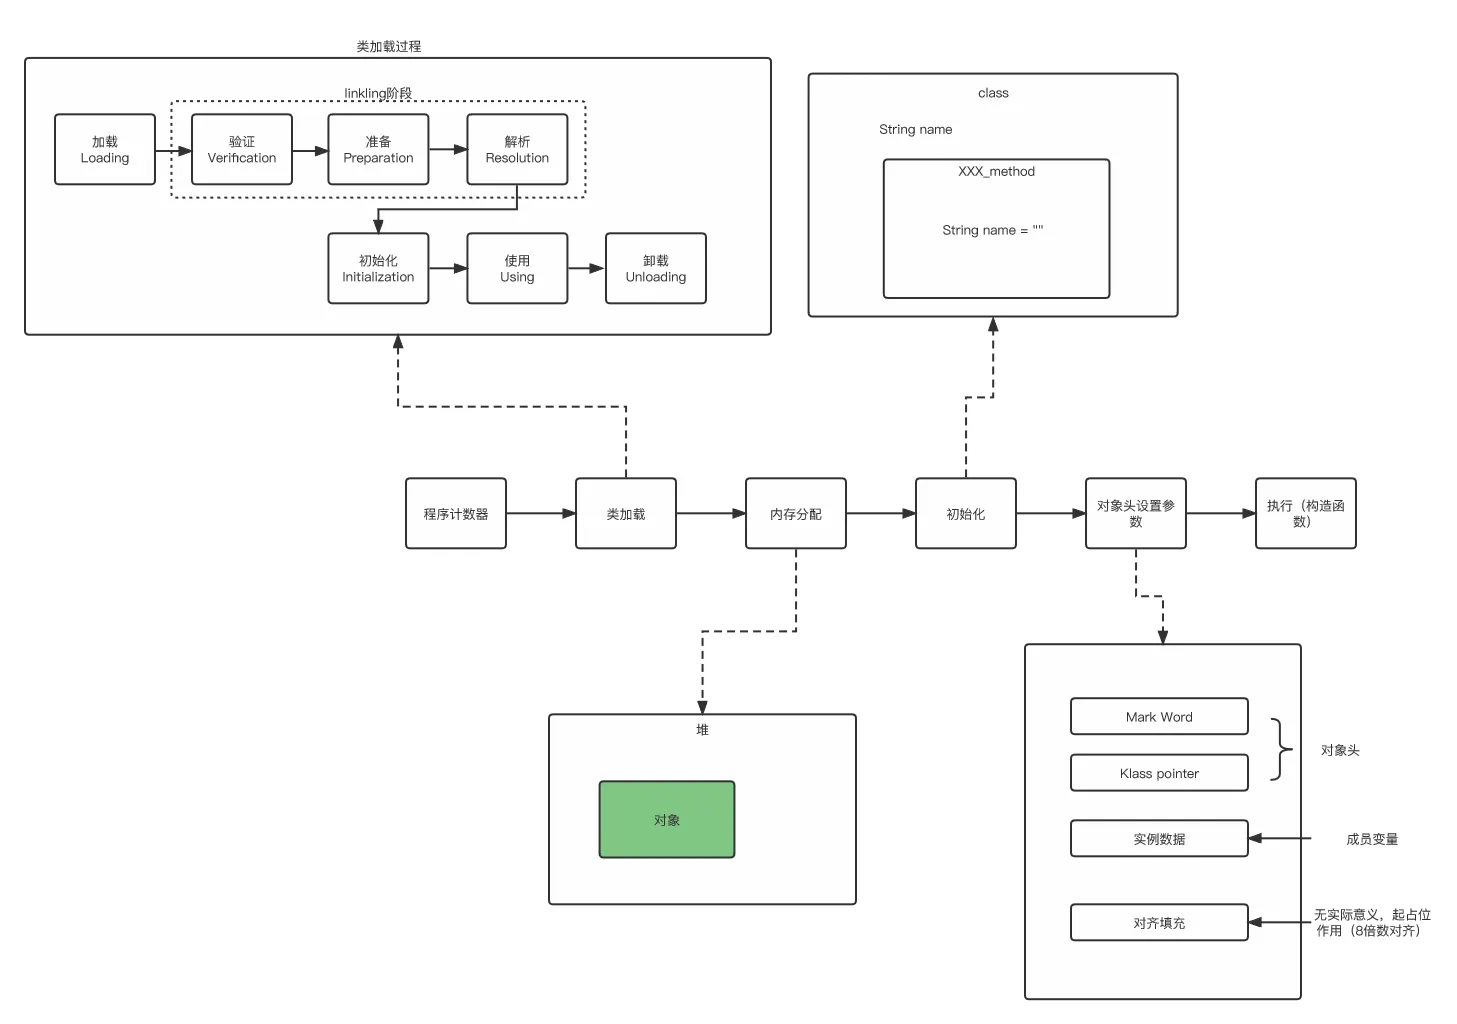 类加载过程
linkling阶段
加载
Loading
验证
Verification
准备
Preparation
解析
Resolution
初始化
Initialization
使用
Using
卸载
Unloading
class
String name
XXX_method
String name = ""
程序计数器
类加载
内存分配
初始化
对象头设置参
数
执行（构造函
数）
堆
对象
Mark Word
Klass pointer
对象头
实例数据
成员变量
对齐填充
无实际意义，起占位
作用（8倍数对齐）